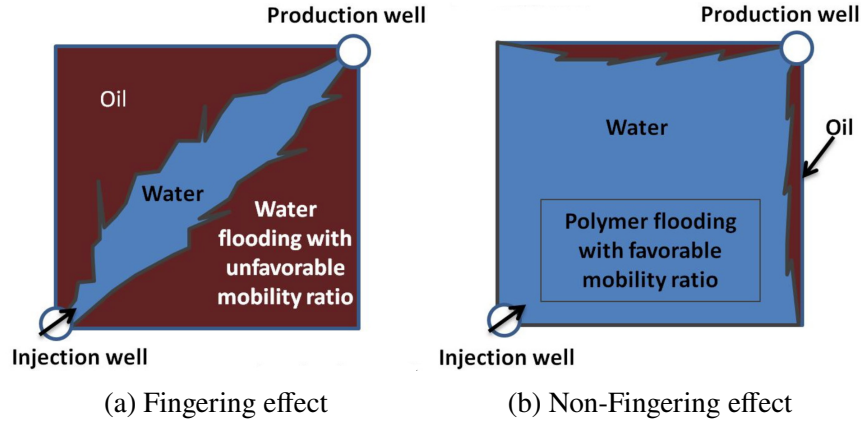 Production well
Oil
Water
Water
flooding with
unfavorable
mobility ratio
Injection well
(a) Fingering effect
Production well
Water
Oil
Polymer flooding
with favorable
mobility ratio
Injection well
(b) Non-Fingering effect